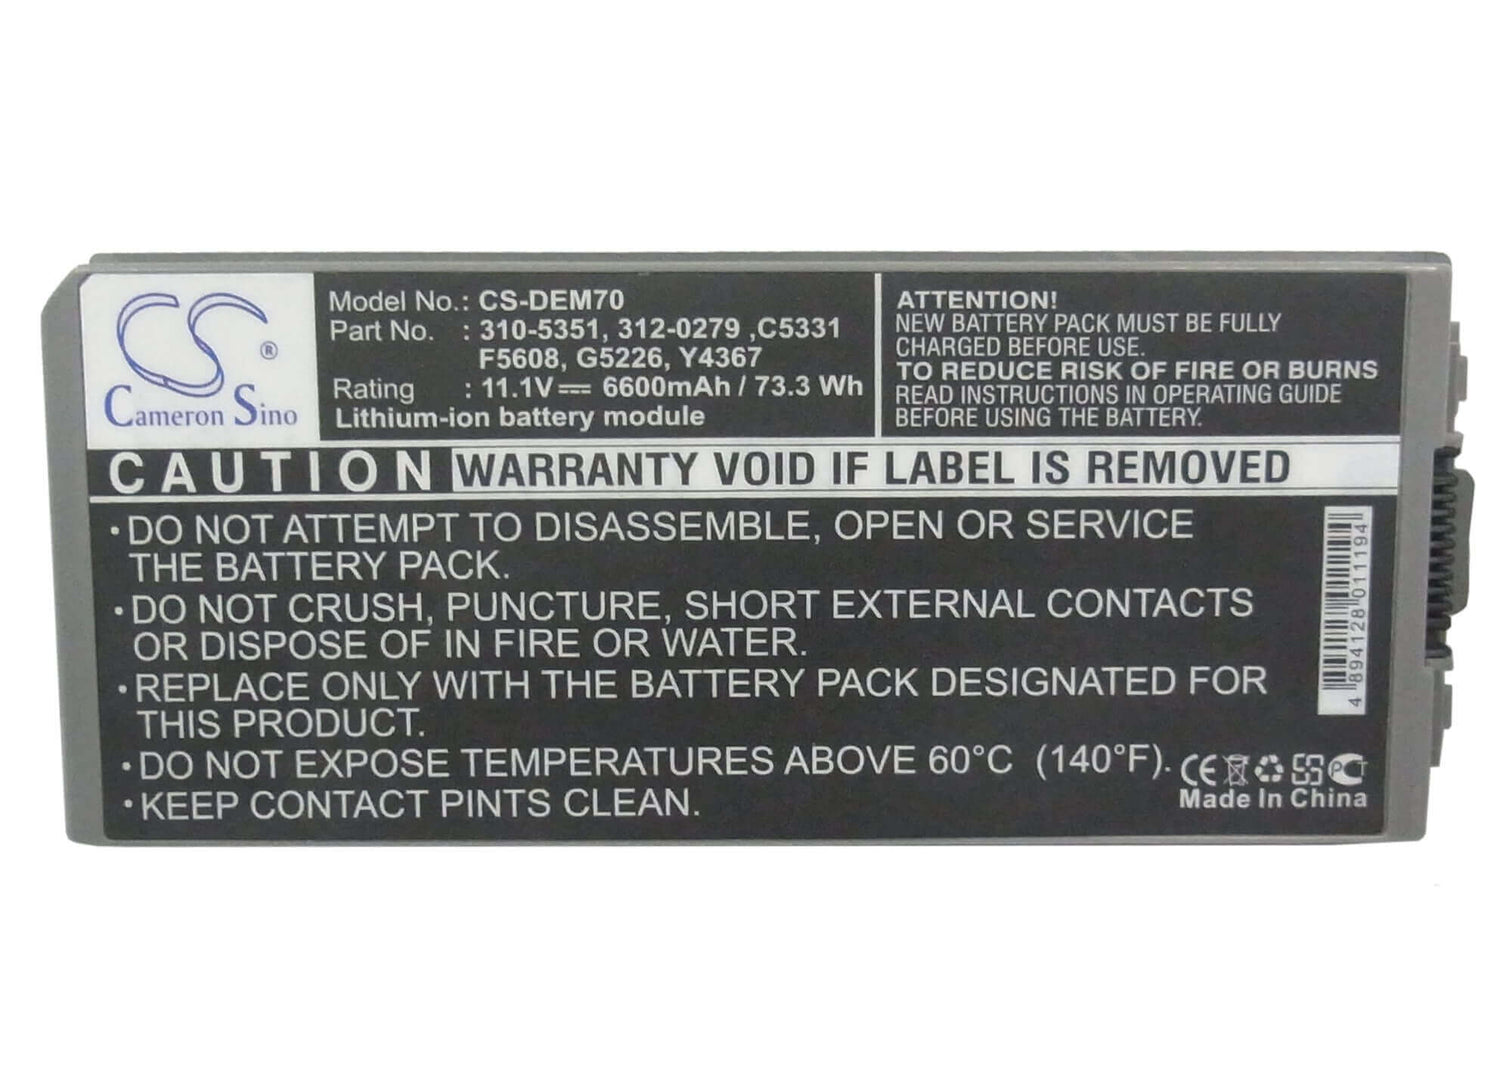 CS ®
Cameron Sino
Model No.: CS-DEM70
Part No. : 310-5351, 312-0279 ,C5331
F5608, G5226, Y4367
Rating : 11.1V⎓ 6600mAh / 73.3 Wh
Lithium-ion battery module
ATTENTION!
NEW BATTERY PACK MUST BE FULLY
CHARGED BEFORE USE.
TO REDUCE RISK OF FIRE OR BURNS
READ INSTRUCTIONS IN OPERATING GUIDE
BEFORE USING THE BATTERY.
CAUTION WARRANTY VOID IF LABEL IS REMOVED
·DO NOT ATTEMPT TO DISASSEMBLE, OPEN OR SERVICE
THE BATTERY PACK.
·DO NOT CRUSH, PUNCTURE, SHORT EXTERNAL CONTACTS
OR DISPOSE OF IN FIRE OR WATER.
·REPLACE ONLY WITH THE BATTERY PACK DESIGNATED FOR
THIS PRODUCT.
·DO NOT EXPOSE TEMPERATURES ABOVE 60°C (140°F).
·KEEP CONTACT PINTS CLEAN.
4 894128 011194
CE PCT
Made In China